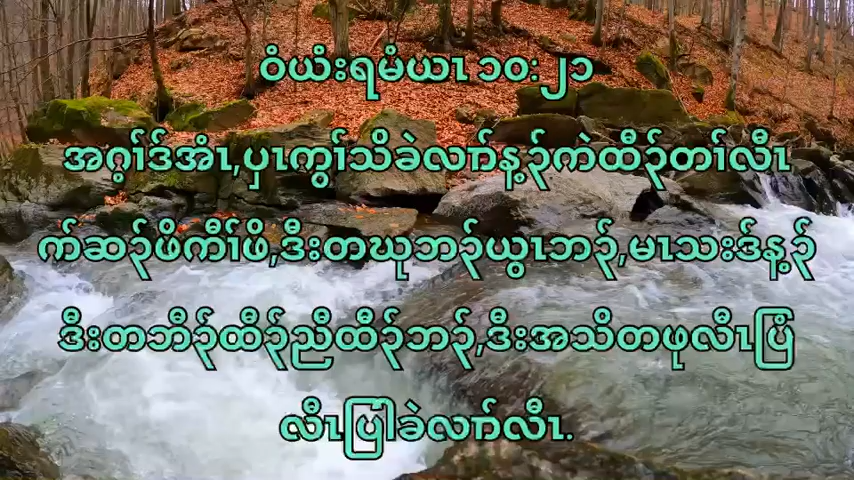 ဝံယံးရမံယၤ ၁၀:၂၁
အဂ့ၢ်ဒ်အံၤ,ပှၤကွၢ်သိခဲလၢာ်န့ၣ်ကဲထီၣ်တၢ်လီၤ
က်ဆၣ်ဖိကီၢ်ဖိ,ဒီးတဃုဘၣ်ယွၤဘၣ်,မၤသးဒ်န့ၣ်
ဒီးတဘီၣ်ထီၣ်ညီထီၣ်ဘၣ်,ဒီးအသိတဖုလီၤပြံ
လီၤပြါခဲလၢာ်လီၤ.